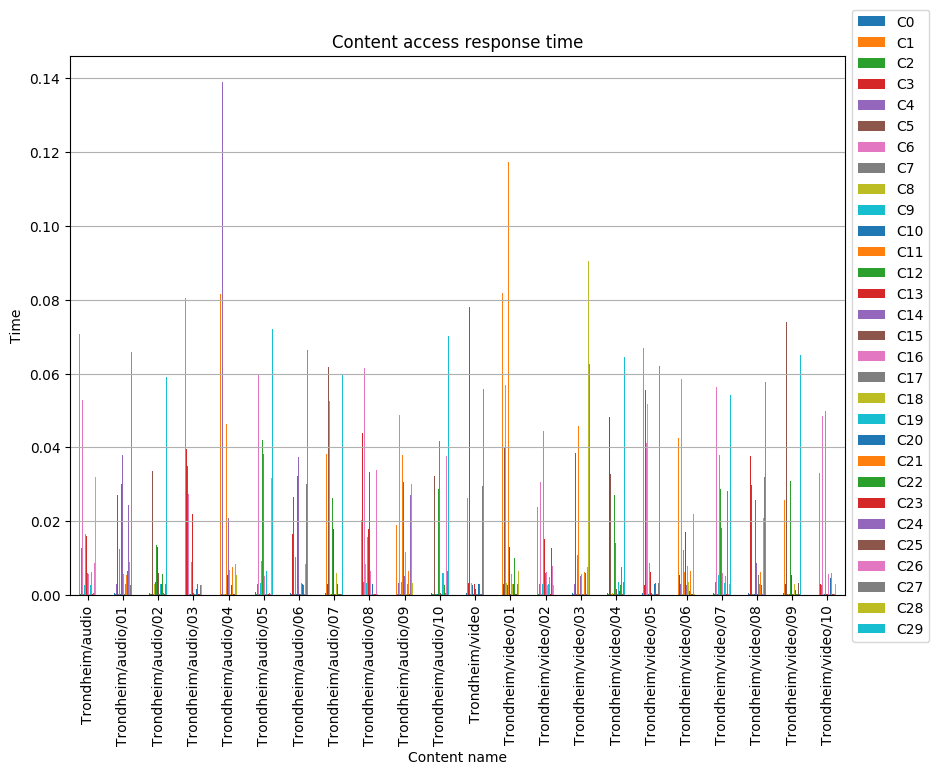 Content access response time
Time
0.14
0.12
0.10
0.08
0.06
0.04
0.02
0.00
Trondheim/audio
Trondheim/audio/01
Trondheim/audio/02
Trondheim/audio/03
Trondheim/audio/04
Trondheim/audio/05
Trondheim/audio/06
Trondheim/audio/07
Trondheim/audio/08
Trondheim/audio/09
Trondheim/audio/10
Trondheim/video
Trondheim/video/01
Trondheim/video/02
Trondheim/video/03
Trondheim/video/04
Trondheim/video/05
Trondheim/video/06
Trondheim/video/07
Trondheim/video/08
Trondheim/video/09
Trondheim/video/10
Content name
C0
C1
C2
C3
C4
C5
C6
C7
C8
C9
C10
C11
C12
C13
C14
C15
C16
C17
C18
C19
C20
C21
C22
C23
C24
C25
C26
C27
C28
C29